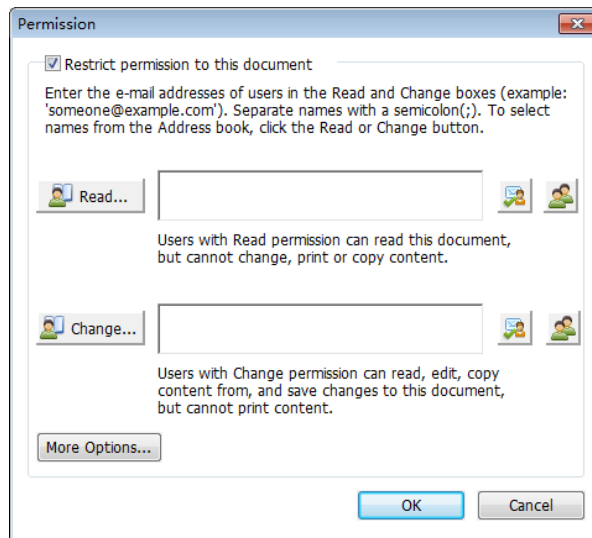 Permission
Restrict permission to this document
Enter the e-mail addresses of users in the Read and Change boxes (example:
'someone@example.com'). Separate names with a semicolon(;). To select
names from the Address book, click the Read or Change button.
Read...
Users with Read permission can read this document,
but cannot change, print or copy content.
Change...
Users with Change permission can read, edit, copy
content from, and save changes to this document,
but cannot print content.
More Options...
OK
Cancel